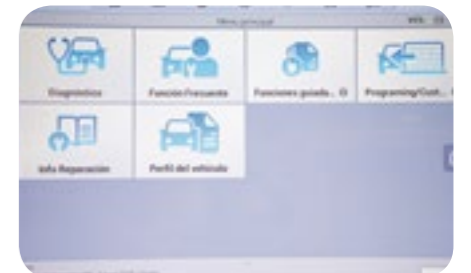 Menu principal
Diagnóstico
Función Frecuente
Funciones guiada..
Programing/Cust..
Info Reparación
Perfil del vehículo